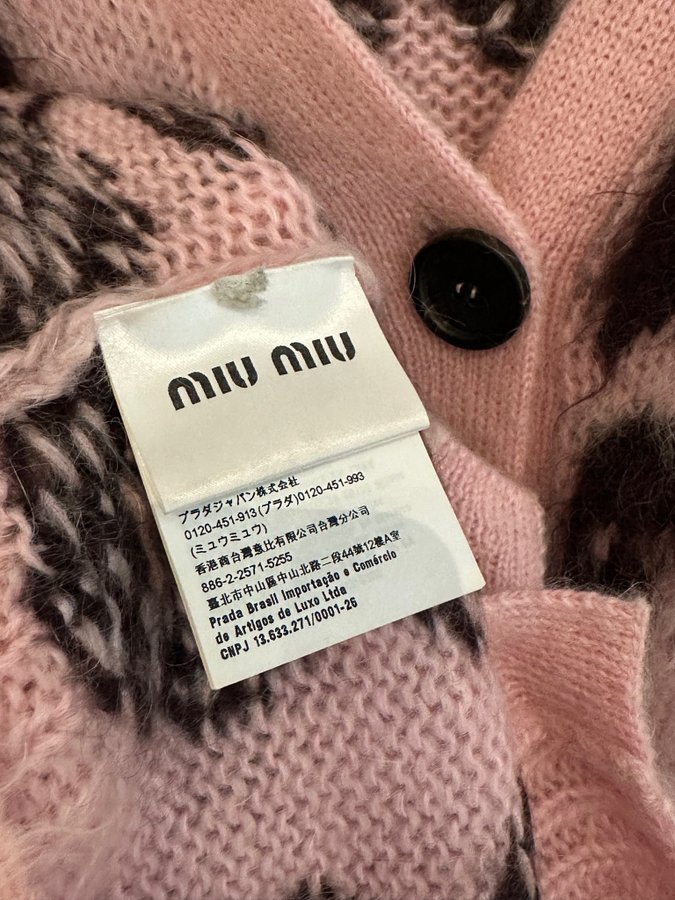 miu miu
プラダジャパン株式会社
0120-451-913(プラダ)0120-451-993
(ミュウミュウ)
香港商台灣意比有限公司台灣分公司
886-2-2571-5255
臺北市中山區中山北路二段44號12樓A室
Prada Brasil Importação e Comércio
de Artigos de Luxo Ltda
CNPJ 13.633.271/0001-26